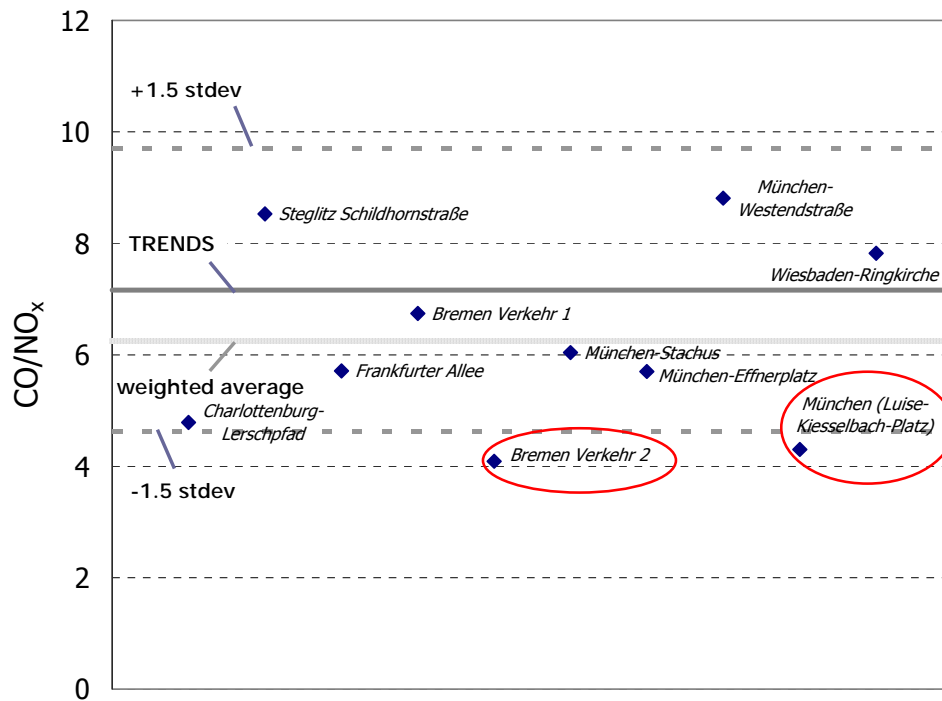 12
+1.5 stdev
10
München-
Westendstraße
Steglitz Schildhornstraße
8
TRENDS
Wiesbaden-Ringkirche
CO/NOx
Bremen Verkehr 1
6
München-Stachus
Frankfurter Allee
München-Effnerplatz
weighted average
Charlottenburg-
Lerschpfad
München (Luise-
Kiesselbach-Platz)
Bremen Verkehr 2
4
-1.5 stdev
2
0